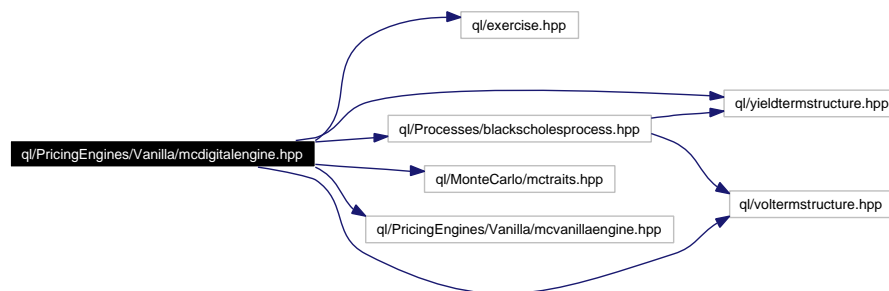 ql/exercise.hpp
ql/yieldtermstructure.hpp
ql/Processes/blackscholesprocess.hpp
ql/PricingEngines/Vanilla/mcdigitalengine.hpp
ql/MonteCarlo/mctraits.hpp
ql/voltermstructure.hpp
ql/PricingEngines/Vanilla/mcvanillaengine.hpp